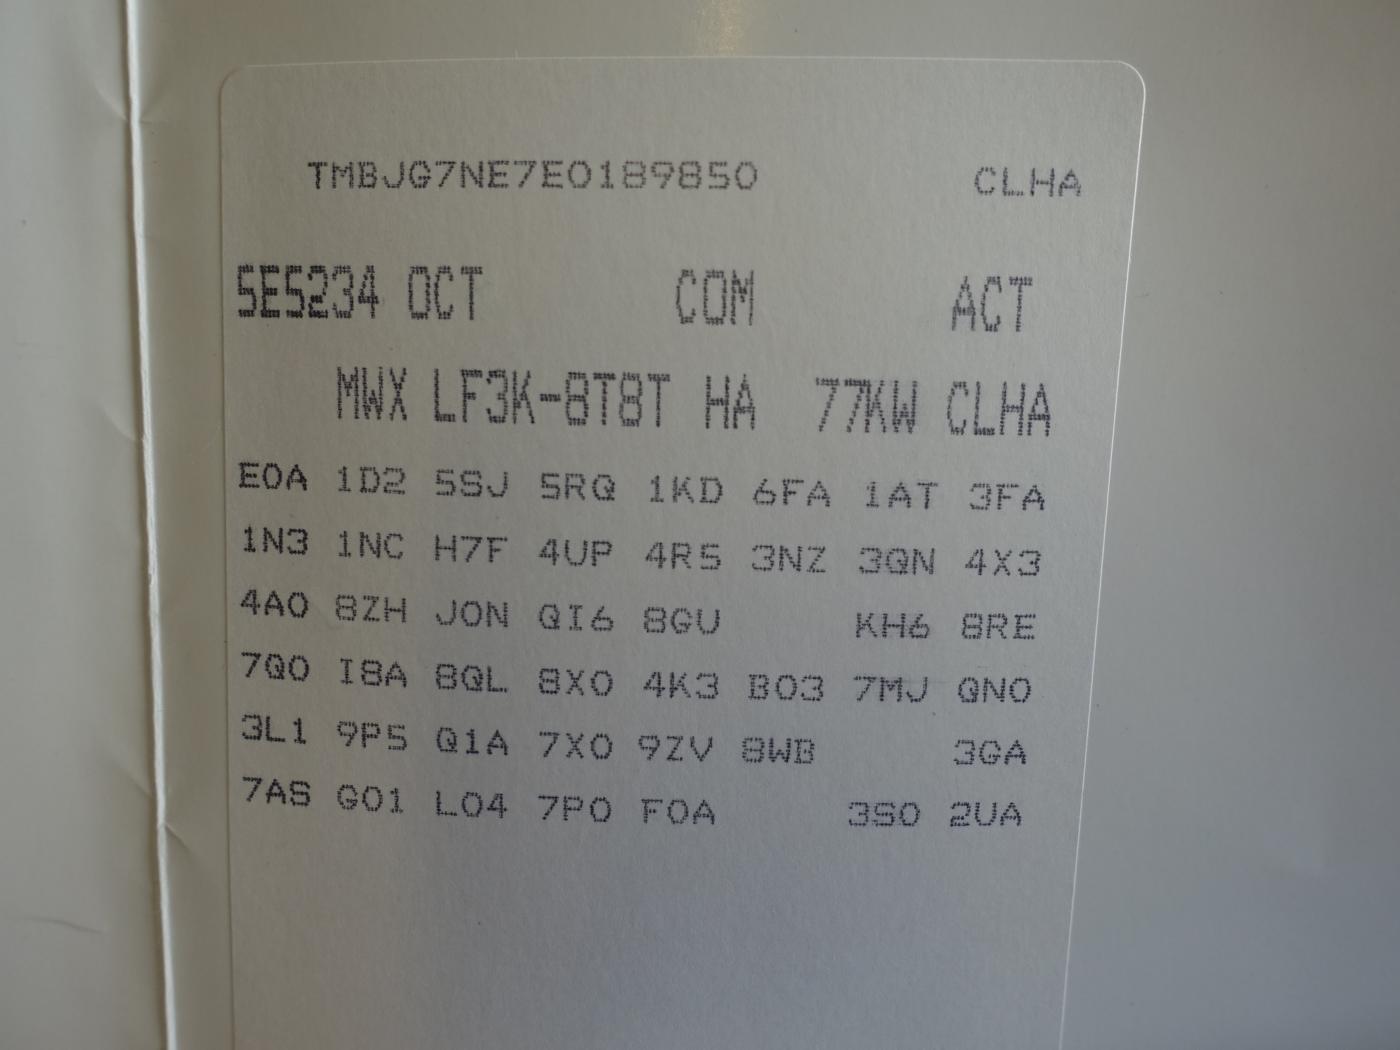 TMBJG7NE7E0189850 CLHA
5E5234 OCT COM ACT
MWX LF3K-8T8T HA 77KW CLHA
E0A 1D2 5SJ 5RQ 1KD 6FA 1AT 3FA
1N3 1NC H7F 4UP 4R5 3NZ 3QN 4X3
4A0 8ZH J0N QI6 8GU KH6 8RE
7Q0 I8A 8QL 8X0 4K3 B03 7MJ QN0
3L1 9P5 Q1A 7X0 9ZV 8WB 3GA
7AS G01 L04 7P0 F0A 3S0 2UA